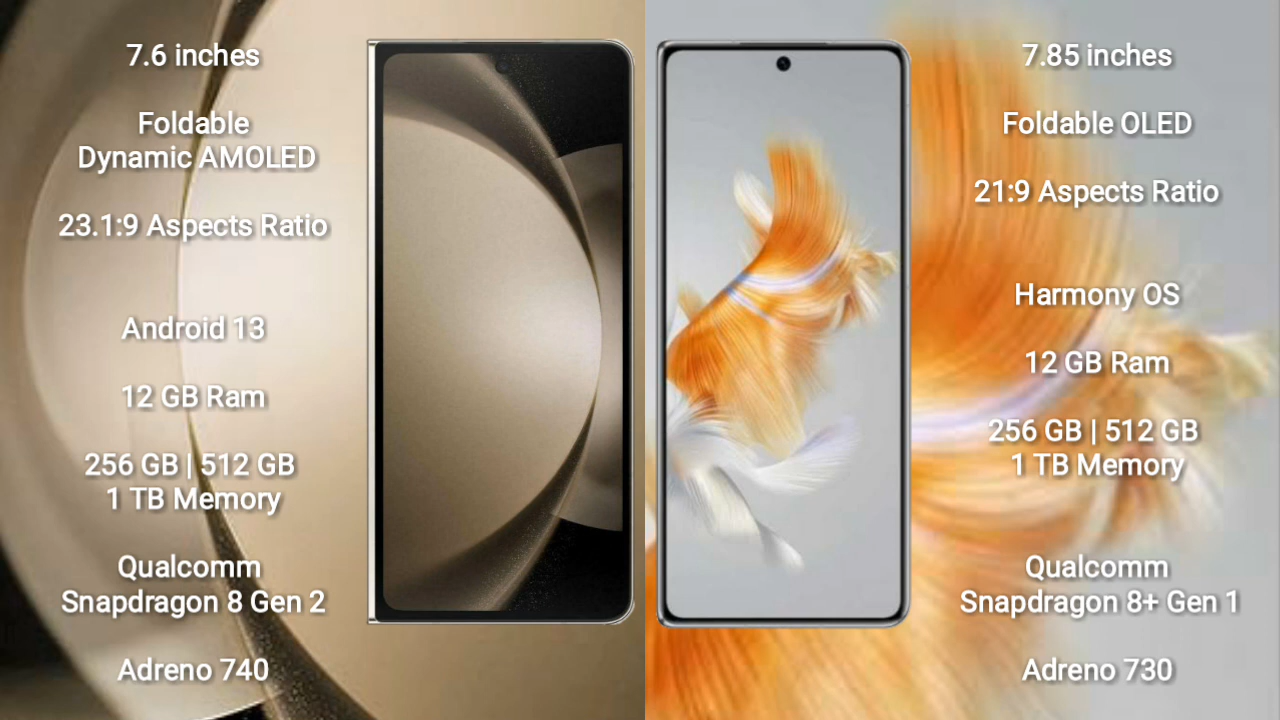 7.6 inches
Foldable
Dynamic AMOLED
23.1:9 Aspects Ratio
Android 13
12 GB Ram
256 GB | 512 GB
1 TB Memory
Qualcomm
Snapdragon 8 Gen 2
Adreno 740
7.85 inches
Foldable OLED
21:9 Aspects Ratio
Harmony OS
12 GB Ram
256 GB | 512 GB
1 TB Memory
Qualcomm
Snapdragon 8+ Gen 1
Adreno 730